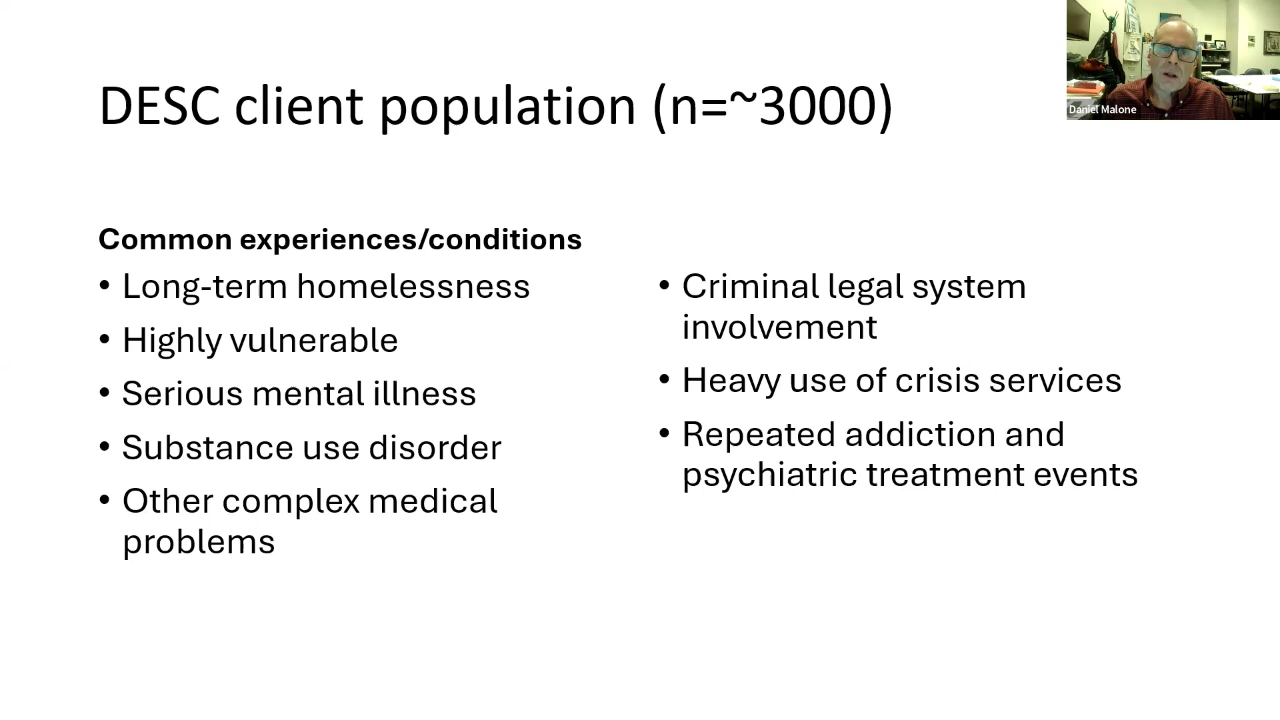 DESC client population (n=~3000)
Daniel Malone
Common experiences/conditions
• Long-term homelessness
• Highly vulnerable
• Serious mental illness
• Substance use disorder
• Other complex medical
problems
• Criminal legal system
involvement
• Heavy use of crisis services
• Repeated addiction and
psychiatric treatment events